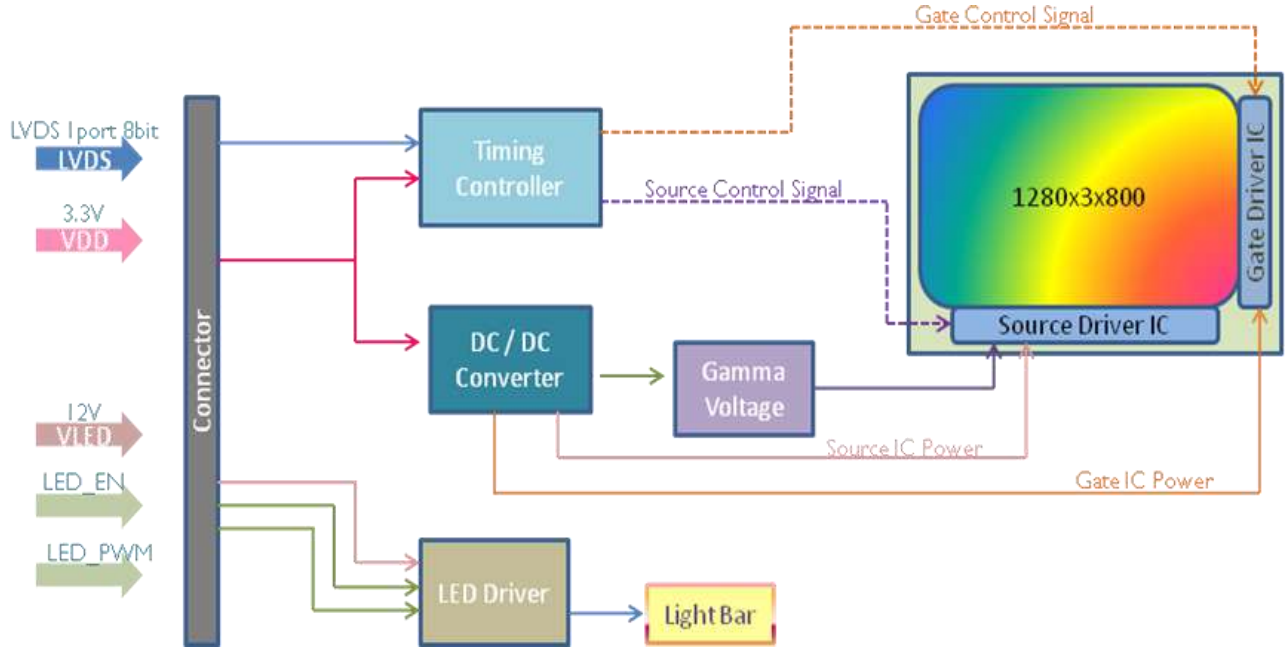 Gate Control Signal
LVDS 1port 8bit
LVDS
Timing
Controller
Source Control Signal
1280x3x800
Gate Driver IC
3.3V
VDD
Connector
Source Driver IC
DC / DC
Converter
Gamma
Voltage
12V
VLED
Source IC Power
Gate IC Power
LED_EN
LED_PWM
LED Driver
Light Bar